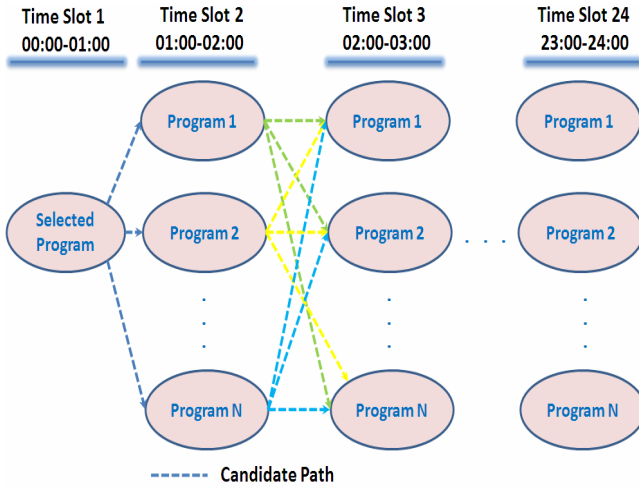 Time Slot 1 Time Slot 2 Time Slot 3 Time Slot 24
00:00-01:00 01:00-02:00 02:00-03:00 23:00-24:00
Program 1 Program 1 Program 1
Selected
Program
Program 2 Program 2 . . . Program 2
Program N Program N Program N
Candidate Path